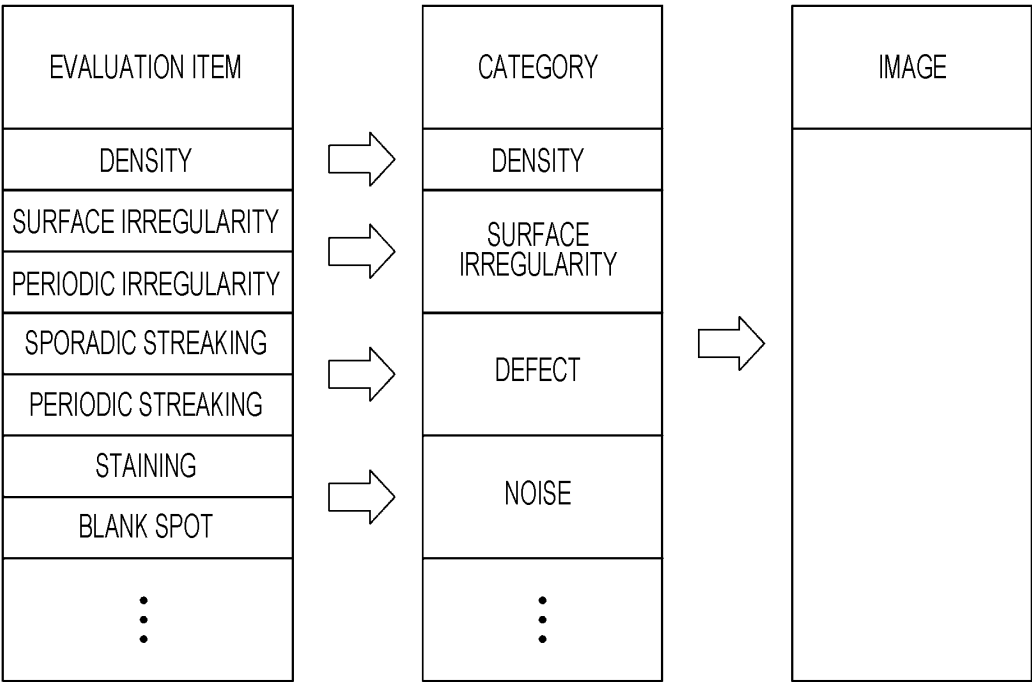 EVALUATION ITEM
DENSITY
SURFACE IRREGULARITY
PERIODIC IRREGULARITY
SPORADIC STREAKING
PERIODIC STREAKING
STAINING
BLANK SPOT
CATEGORY
DENSITY
SURFACE
IRREGULARITY
DEFECT
NOISE
IMAGE